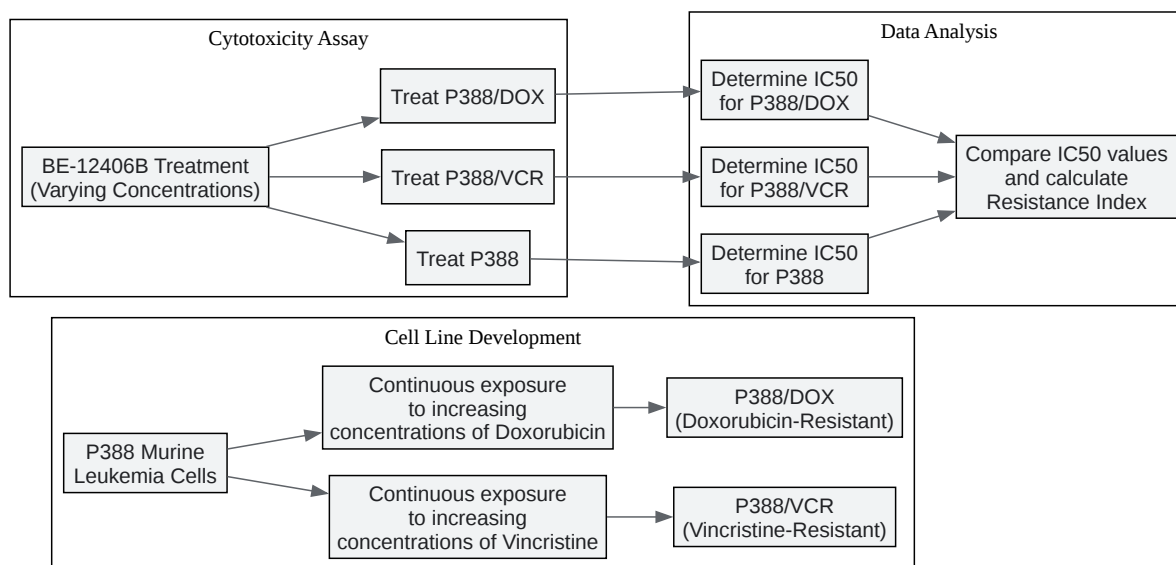 Cytotoxicity Assay
BE-12406B Treatment
(Varying Concentrations)
Treat P388/DOX
Treat P388/VCR
Treat P388
Data Analysis
Determine IC50
for P388/DOX
Determine IC50
for P388/VCR
Determine IC50
for P388
Compare IC50 values
and calculate
Resistance Index
Cell Line Development
P388 Murine
Leukemia Cells
Continuous exposure
to increasing
concentrations of Doxorubicin
P388/DOX
(Doxorubicin-Resistant)
Continuous exposure
to increasing
concentrations of Vincristine
P388/VCR
(Vincristine-Resistant)